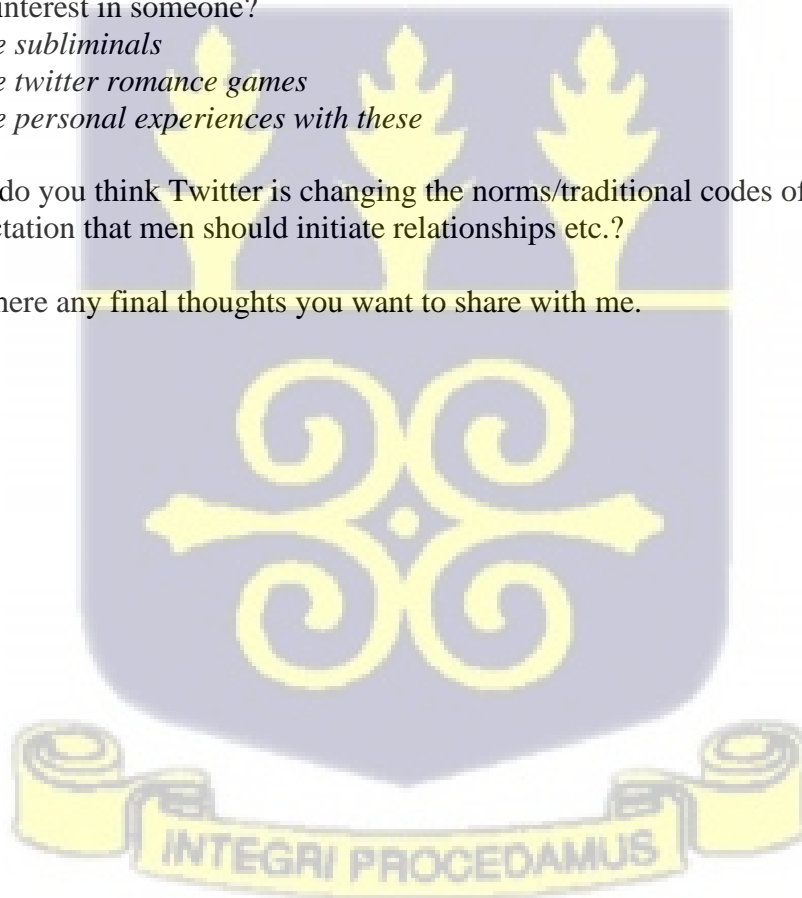 interest in someone?
e subliminals
e twitter romance games
e personal experiences with these
do you think Twitter is changing the norms/traditional codes of
ctation that men should initiate relationships etc.?
here any final thoughts you want to share with me.
INTEGRI PROCEDAMUS